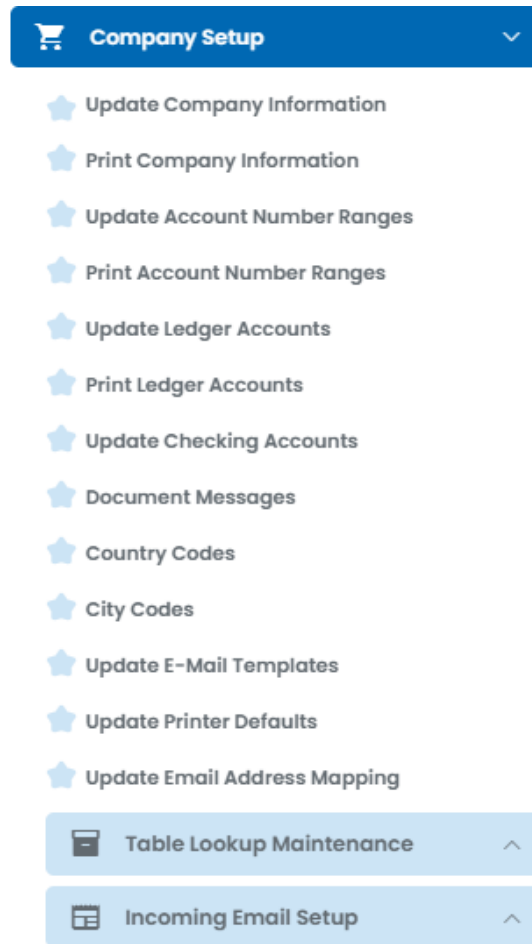 Company Setup
Update Company Information
Print Company Information
Update Account Number Ranges
Print Account Number Ranges
Update Ledger Accounts
Print Ledger Accounts
Update Checking Accounts
Document Messages
Country Codes
City Codes
Update E-Mail Templates
Update Printer Defaults
Update Email Address Mapping
Table Lookup Maintenance
Incoming Email Setup